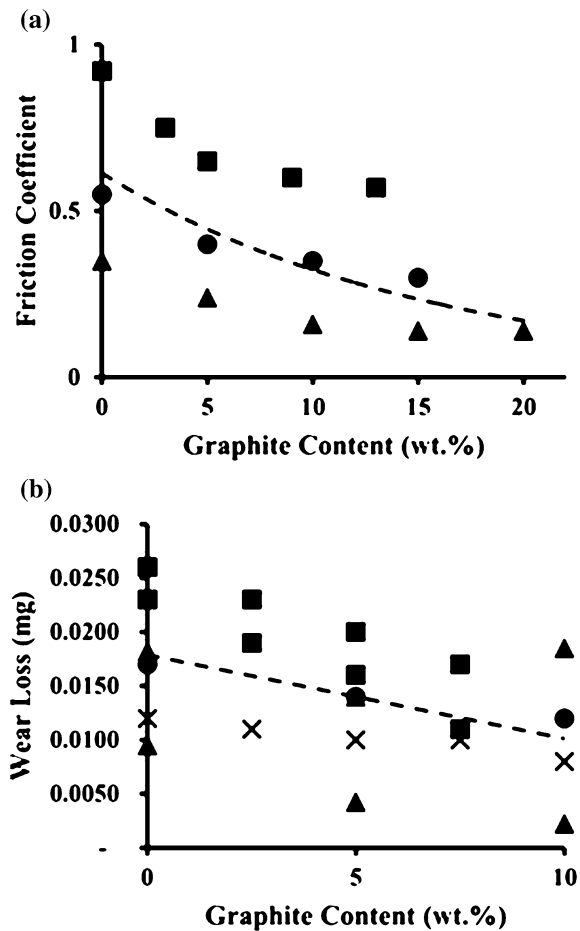 (a)
1
0.5
0
Friction Coefficient
0 5 10 15 20
Graphite Content (wt.%)
(b)
0.0300
0.0250
0.0200
0.0150
0.0100
0.0050
-
Wear Loss (mg)
0 5 10
Graphite Content (wt.%)